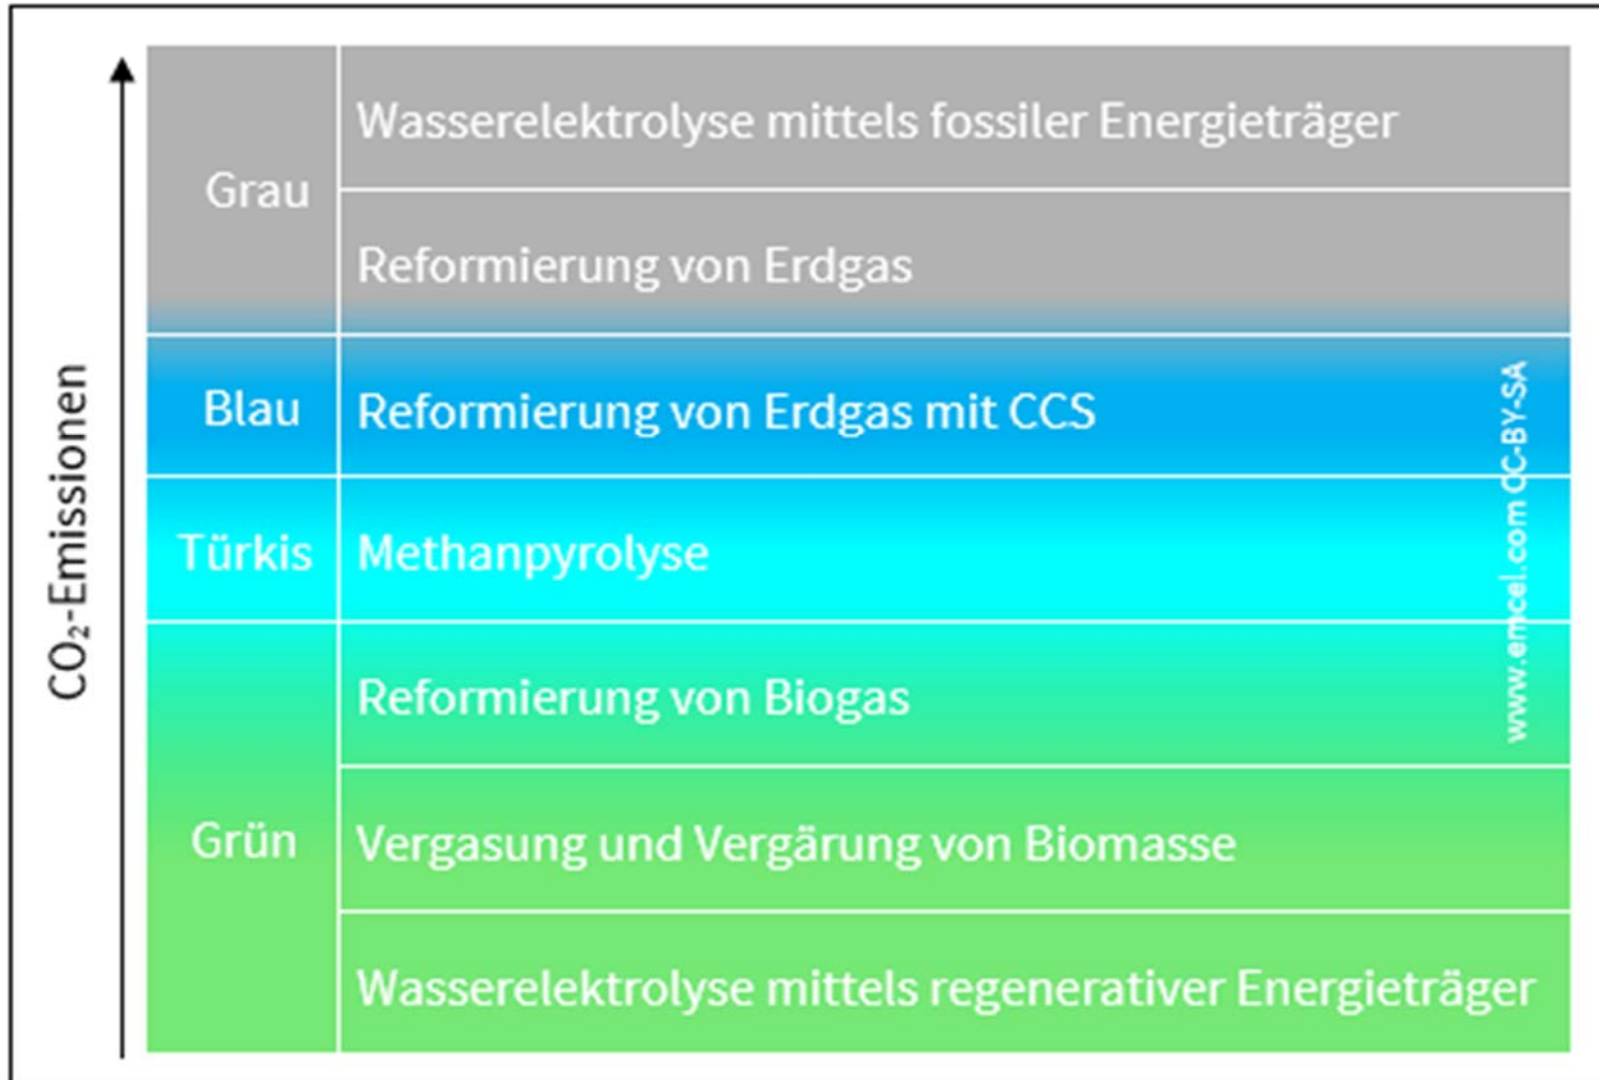 CO₂-Emissionen
Grau
Wasserelektrolyse mittels fossiler Energieträger
Reformierung von Erdgas
Blau
Reformierung von Erdgas mit CCS
Türkis
Methanpyrolyse
Grün
Reformierung von Biogas
Vergasung und Vergärung von Biomasse
Wasserelektrolyse mittels regenerativer Energieträger
www.emcel.com CC-BY-SA